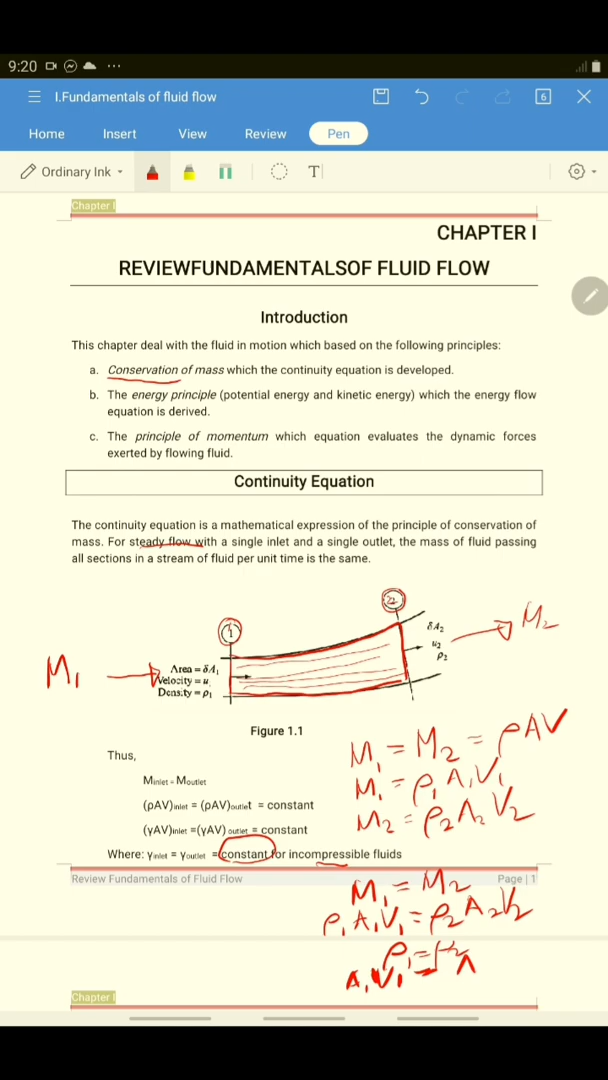 9:20 ...
I.Fundamentals of fluid flow 6
Home Insert View Review Pen
Ordinary Ink T
Chapter I
CHAPTER I
REVIEWFUNDAMENTALSOF FLUID FLOW
Introduction
This chapter deal with the fluid in motion which based on the following principles:
a. Conservation of mass which the continuity equation is developed.
b. The energy principle (potential energy and kinetic energy) which the energy flow
equation is derived.
c. The principle of momentum which equation evaluates the dynamic forces
exerted by flowing fluid.
Continuity Equation
The continuity equation is a mathematical expression of the principle of conservation of
mass. For steady flow with a single inlet and a single outlet, the mass of fluid passing
all sections in a stream of fluid per unit time is the same.
1
2
δA₂
u₂
ρ₂
M₂
M₁
Area = δA₁
Velocity = u
Density = ρ₁
Figure 1.1
M₁ = M₂ = ρAV
M₁ = ρ₁A₁V₁
M₂ = ρ₂A₂V₂
Thus,
Minlet = Moutlet
(ρAV)inlet = (ρAV)outlet = constant
(γAV)inlet =(γAV) outlet = constant
Where: γinlet = γoutlet =constant for incompressible fluids
Review Fundamentals of Fluid Flow Page | 1
M₁ = M₂
ρ₁A₁V₁ = ρ₂A₂V₂
ρ₁ = ρ₂
A₁V₁ = A
Chapter I